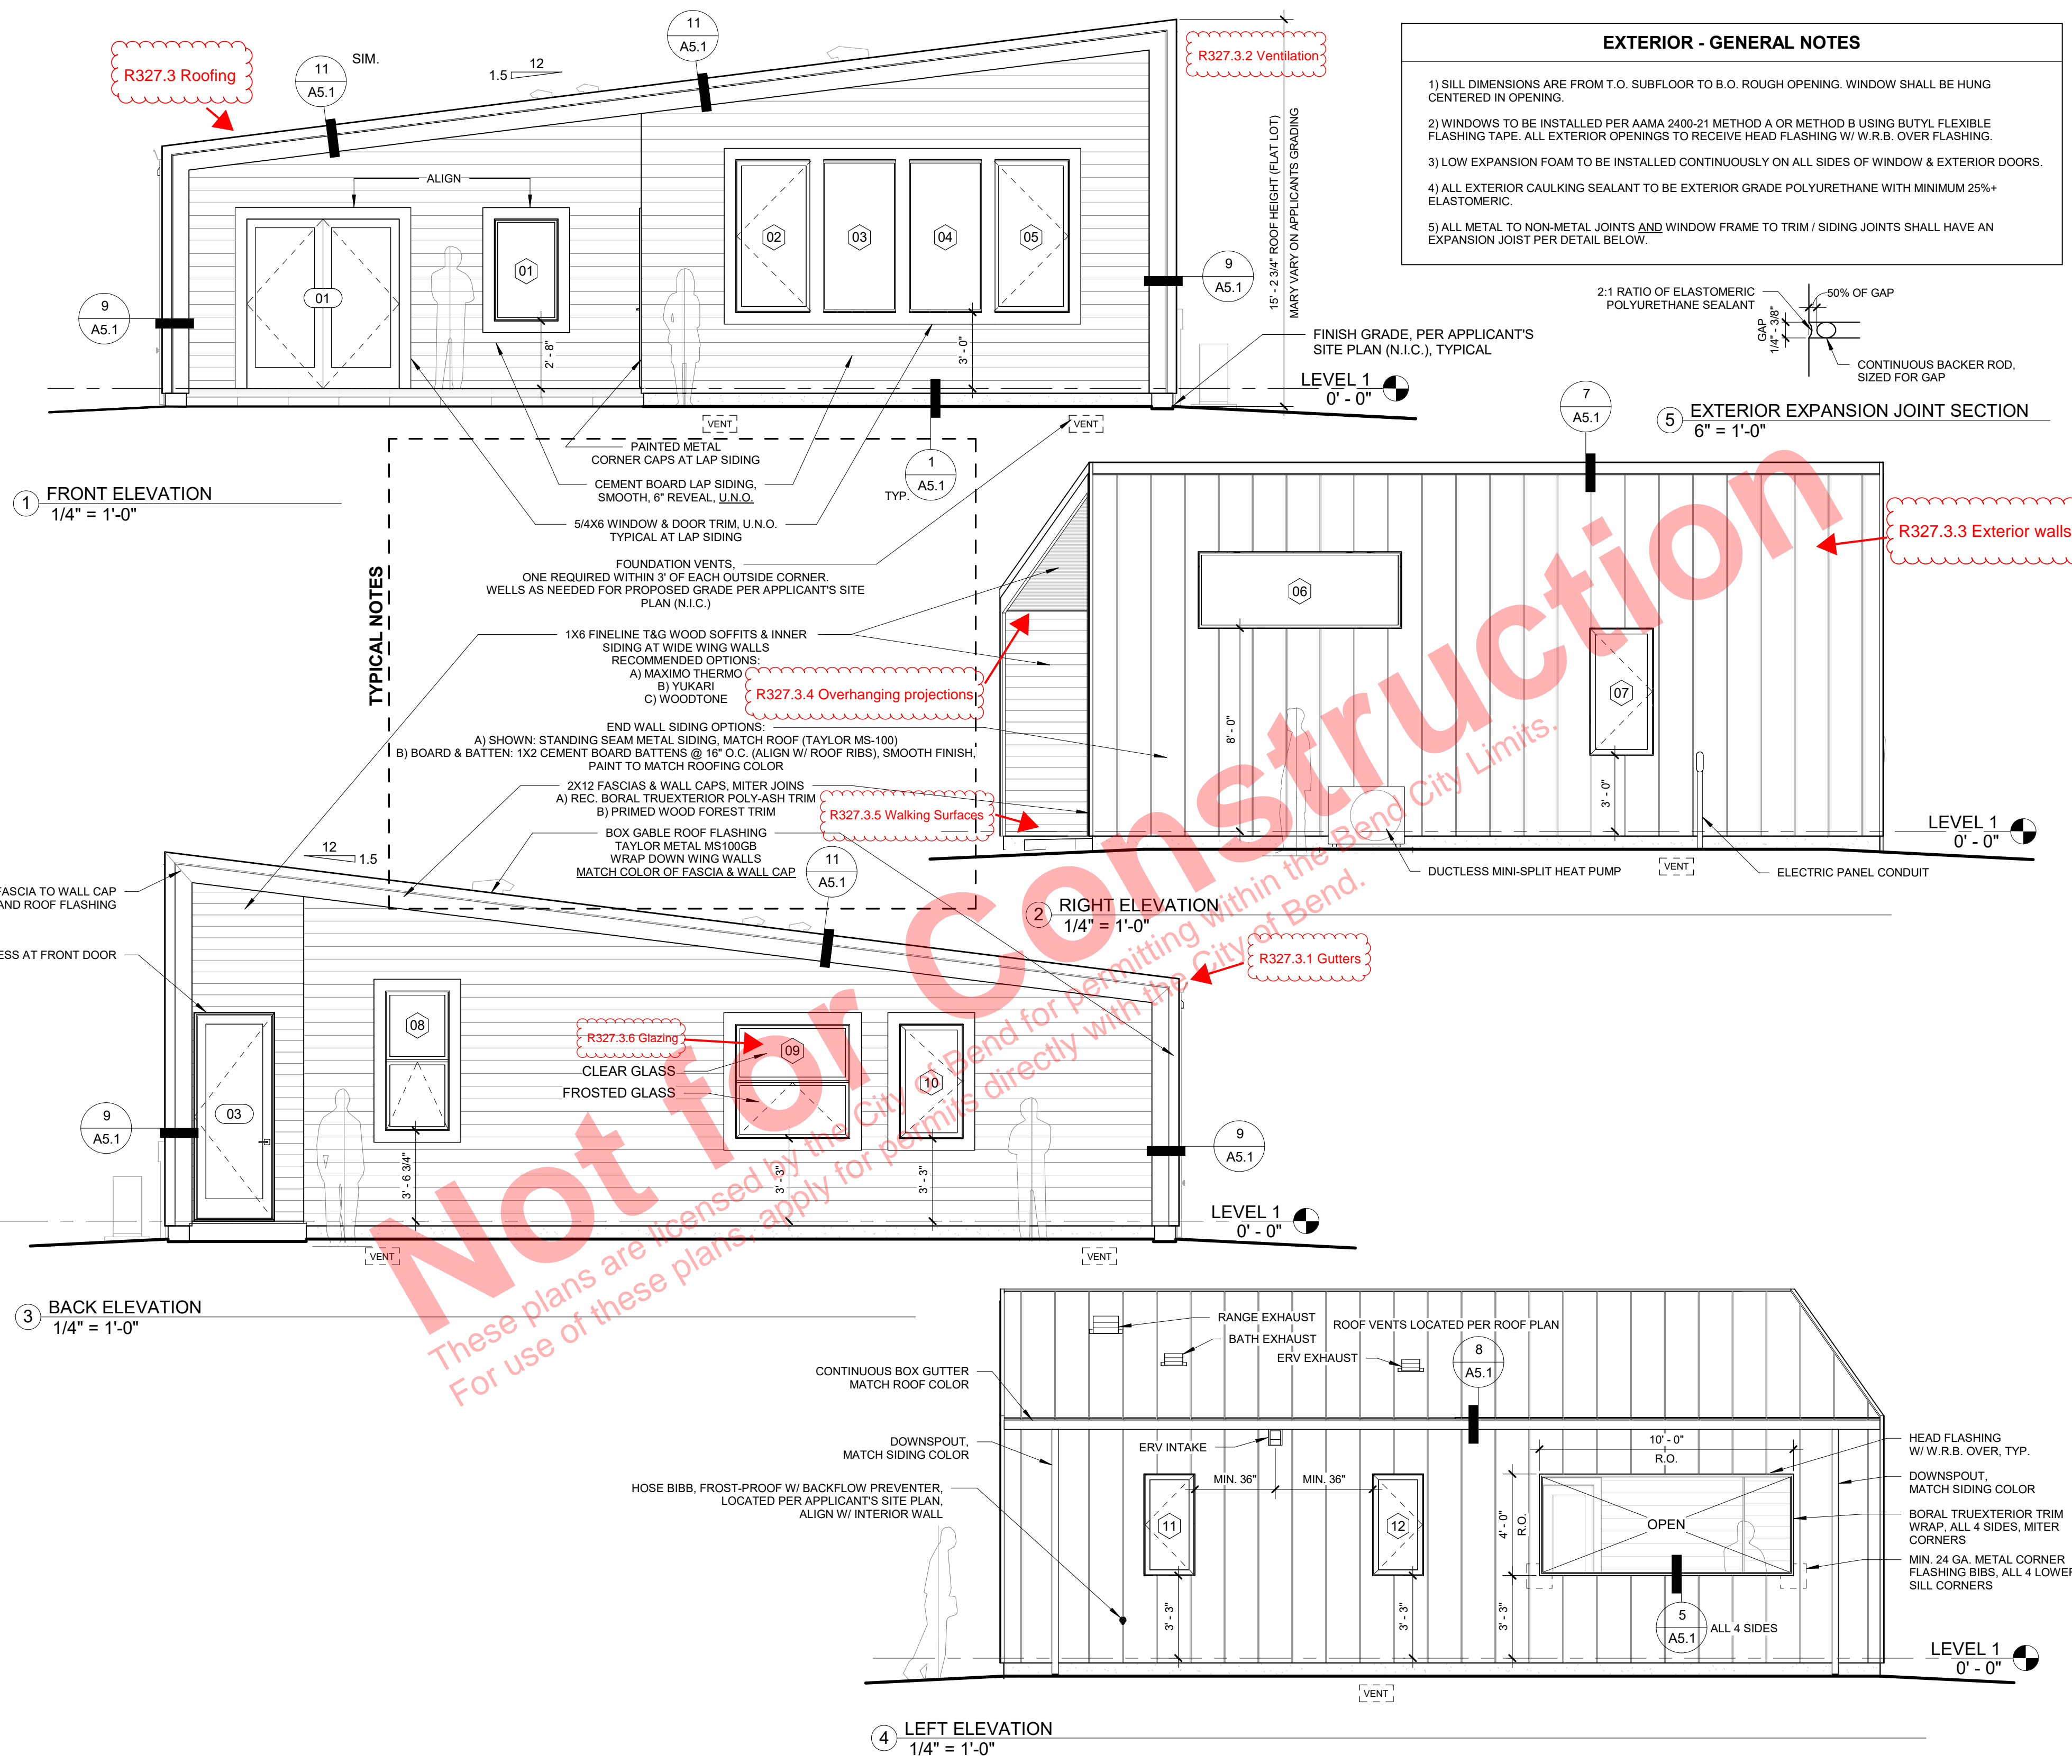 EXTERIOR - GENERAL NOTES
1) SILL DIMENSIONS ARE FROM T.O. SUBFLOOR TO B.O. ROUGH OPENING. WINDOW SHALL BE HUNG
CENTERED IN OPENING.
2) WINDOWS TO BE INSTALLED PER AAMA 2400-21 METHOD A OR METHOD B USING BUTYL FLEXIBLE
FLASHING TAPE. ALL EXTERIOR OPENINGS TO RECEIVE HEAD FLASHING W/ W.R.B. OVER FLASHING.
3) LOW EXPANSION FOAM TO BE INSTALLED CONTINUOUSLY ON ALL SIDES OF WINDOW & EXTERIOR DOORS.
4) ALL EXTERIOR CAULKING SEALANT TO BE EXTERIOR GRADE POLYURETHANE WITH MINIMUM 25%+
ELASTOMERIC.
5) ALL METAL TO NON-METAL JOINTS AND WINDOW FRAME TO TRIM / SIDING JOINTS SHALL HAVE AN
EXPANSION JOIST PER DETAIL BELOW.
R327.3 Roofing
11
A5.1
SIM.
12
1.5
11
A5.1
R327.3.2 Ventilation
15' - 2 3/4" ROOF HEIGHT (FLAT LOT)
MARY VARY ON APPLICANTS GRADING
ALIGN
01
01
02
03
04
05
9
A5.1
9
A5.1
2' - 8"
3' - 0"
FINISH GRADE, PER APPLICANT'S
SITE PLAN (N.I.C.), TYPICAL
LEVEL 1
0' - 0"
VENT
VENT
1
A5.1
TYP.
1
FRONT ELEVATION
1/4" = 1'-0"
2:1 RATIO OF ELASTOMERIC
POLYURETHANE SEALANT
50% OF GAP
GAP
1/4" - 3/8"
CONTINUOUS BACKER ROD,
SIZED FOR GAP
5
EXTERIOR EXPANSION JOINT SECTION
6" = 1'-0"
TYPICAL NOTES
PAINTED METAL
CORNER CAPS AT LAP SIDING
CEMENT BOARD LAP SIDING,
SMOOTH, 6" REVEAL, U.N.O.
5/4X6 WINDOW & DOOR TRIM, U.N.O.
TYPICAL AT LAP SIDING
FOUNDATION VENTS,
ONE REQUIRED WITHIN 3' OF EACH OUTSIDE CORNER.
WELLS AS NEEDED FOR PROPOSED GRADE PER APPLICANT'S SITE
PLAN (N.I.C.)
1X6 FINELINE T&G WOOD SOFFITS & INNER
SIDING AT WIDE WING WALLS
RECOMMENDED OPTIONS:
A) MAXIMO THERMO
B) YUKARI
C) WOODTONE
R327.3.4 Overhanging projections
END WALL SIDING OPTIONS:
A) SHOWN: STANDING SEAM METAL SIDING, MATCH ROOF (TAYLOR MS-100)
B) BOARD & BATTEN: 1X2 CEMENT BOARD BATTENS @ 16" O.C. (ALIGN W/ ROOF RIBS), SMOOTH FINISH,
PAINT TO MATCH ROOFING COLOR
2X12 FASCIAS & WALL CAPS, MITER JOINS
A) REC. BORAL TRUEXTERIOR POLY-ASH TRIM
B) PRIMED WOOD FOREST TRIM
R327.3.5 Walking Surfaces
BOX GABLE ROOF FLASHING
TAYLOR METAL MS100GB
WRAP DOWN WING WALLS
MATCH COLOR OF FASCIA & WALL CAP
7
A5.1
R327.3.3 Exterior walls
06
07
8' - 0"
3' - 0"
LEVEL 1
0' - 0"
DUCTLESS MINI-SPLIT HEAT PUMP
VENT
ELECTRIC PANEL CONDUIT
2
RIGHT ELEVATION
1/4" = 1'-0"
12
1.5
11
A5.1
FASCIA TO WALL CAP
AND ROOF FLASHING
ESS AT FRONT DOOR
R327.3.1 Gutters
R327.3.6 Glazing
CLEAR GLASS
FROSTED GLASS
08
09
10
03
9
A5.1
9
A5.1
3' - 6 3/4"
3' - 3"
3' - 3"
LEVEL 1
0' - 0"
VENT
VENT
3
BACK ELEVATION
1/4" = 1'-0"
Not for Construction
These plans are licensed by the City of Bend for permitting within the Bend City Limits.
For use of these plans, apply for permits directly with the City of Bend.
RANGE EXHAUST
BATH EXHAUST
ERV EXHAUST
ROOF VENTS LOCATED PER ROOF PLAN
8
A5.1
CONTINUOUS BOX GUTTER
MATCH ROOF COLOR
DOWNSPOUT,
MATCH SIDING COLOR
HOSE BIBB, FROST-PROOF W/ BACKFLOW PREVENTER,
LOCATED PER APPLICANT'S SITE PLAN,
ALIGN W/ INTERIOR WALL
ERV INTAKE
MIN. 36"
MIN. 36"
10' - 0"
R.O.
4' - 0"
R.O.
11
12
OPEN
3' - 3"
3' - 3"
3' - 3"
HEAD FLASHING
W/ W.R.B. OVER, TYP.
DOWNSPOUT,
MATCH SIDING COLOR
BORAL TRUEXTERIOR TRIM
WRAP, ALL 4 SIDES, MITER
CORNERS
MIN. 24 GA. METAL CORNER
FLASHING BIBS, ALL 4 LOWER
SILL CORNERS
5
A5.1
ALL 4 SIDES
LEVEL 1
0' - 0"
VENT
4
LEFT ELEVATION
1/4" = 1'-0"